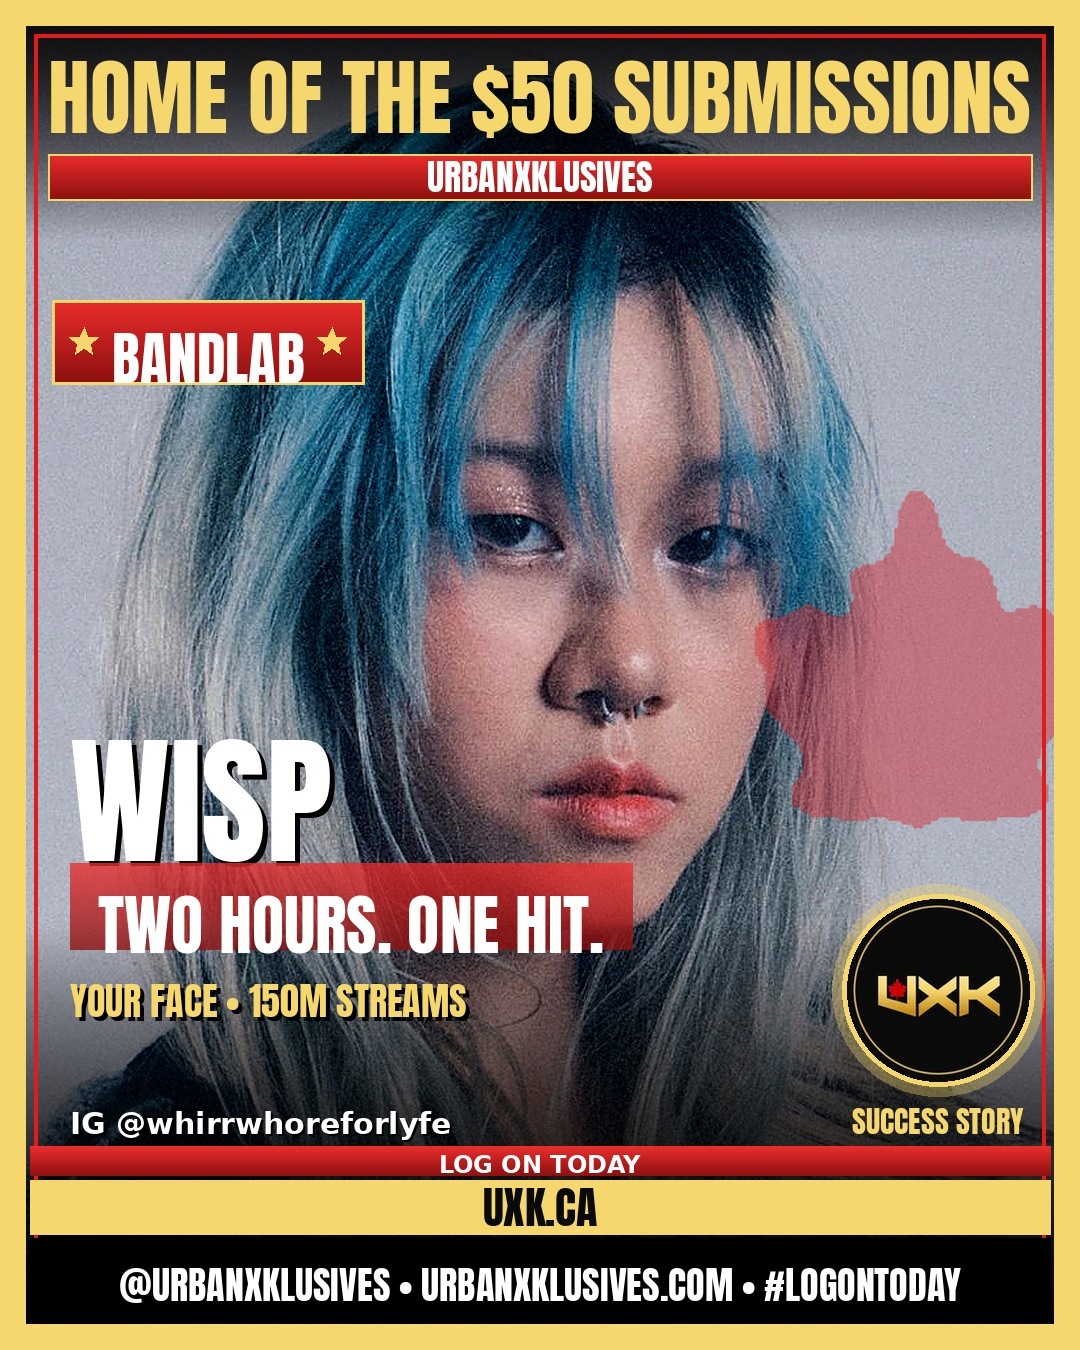 HOME OF THE $50 SUBMISSIONS
URBANXKLUSIVES
BANDLAB
WISP
TWO HOURS. ONE HIT.
YOUR FACE • 150M STREAMS
UXK
IG @whirrwhoreforlyfe
SUCCESS STORY
LOG ON TODAY
UXK.CA
@URBANXKLUSIVES • URBANXKLUSIVES.COM • #LOGONTODAY